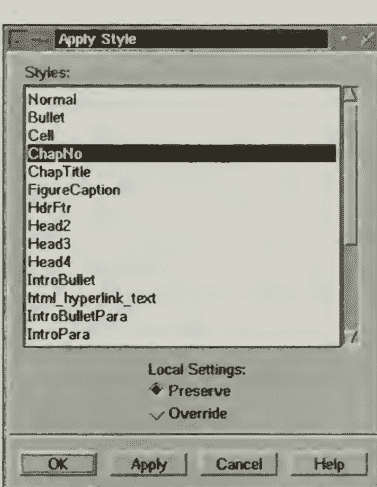 Apply Style
Styles:
Normal
Bullet
Cell
ChapNo
ChapTitle
FigureCaption
HdrFtr
Head2
Head3
Head4
IntroBullet
html_hyperlink_text
IntroBulletPara
IntroPara
Local Settings:
Preserve
Override
OK
Apply
Cancel
Help